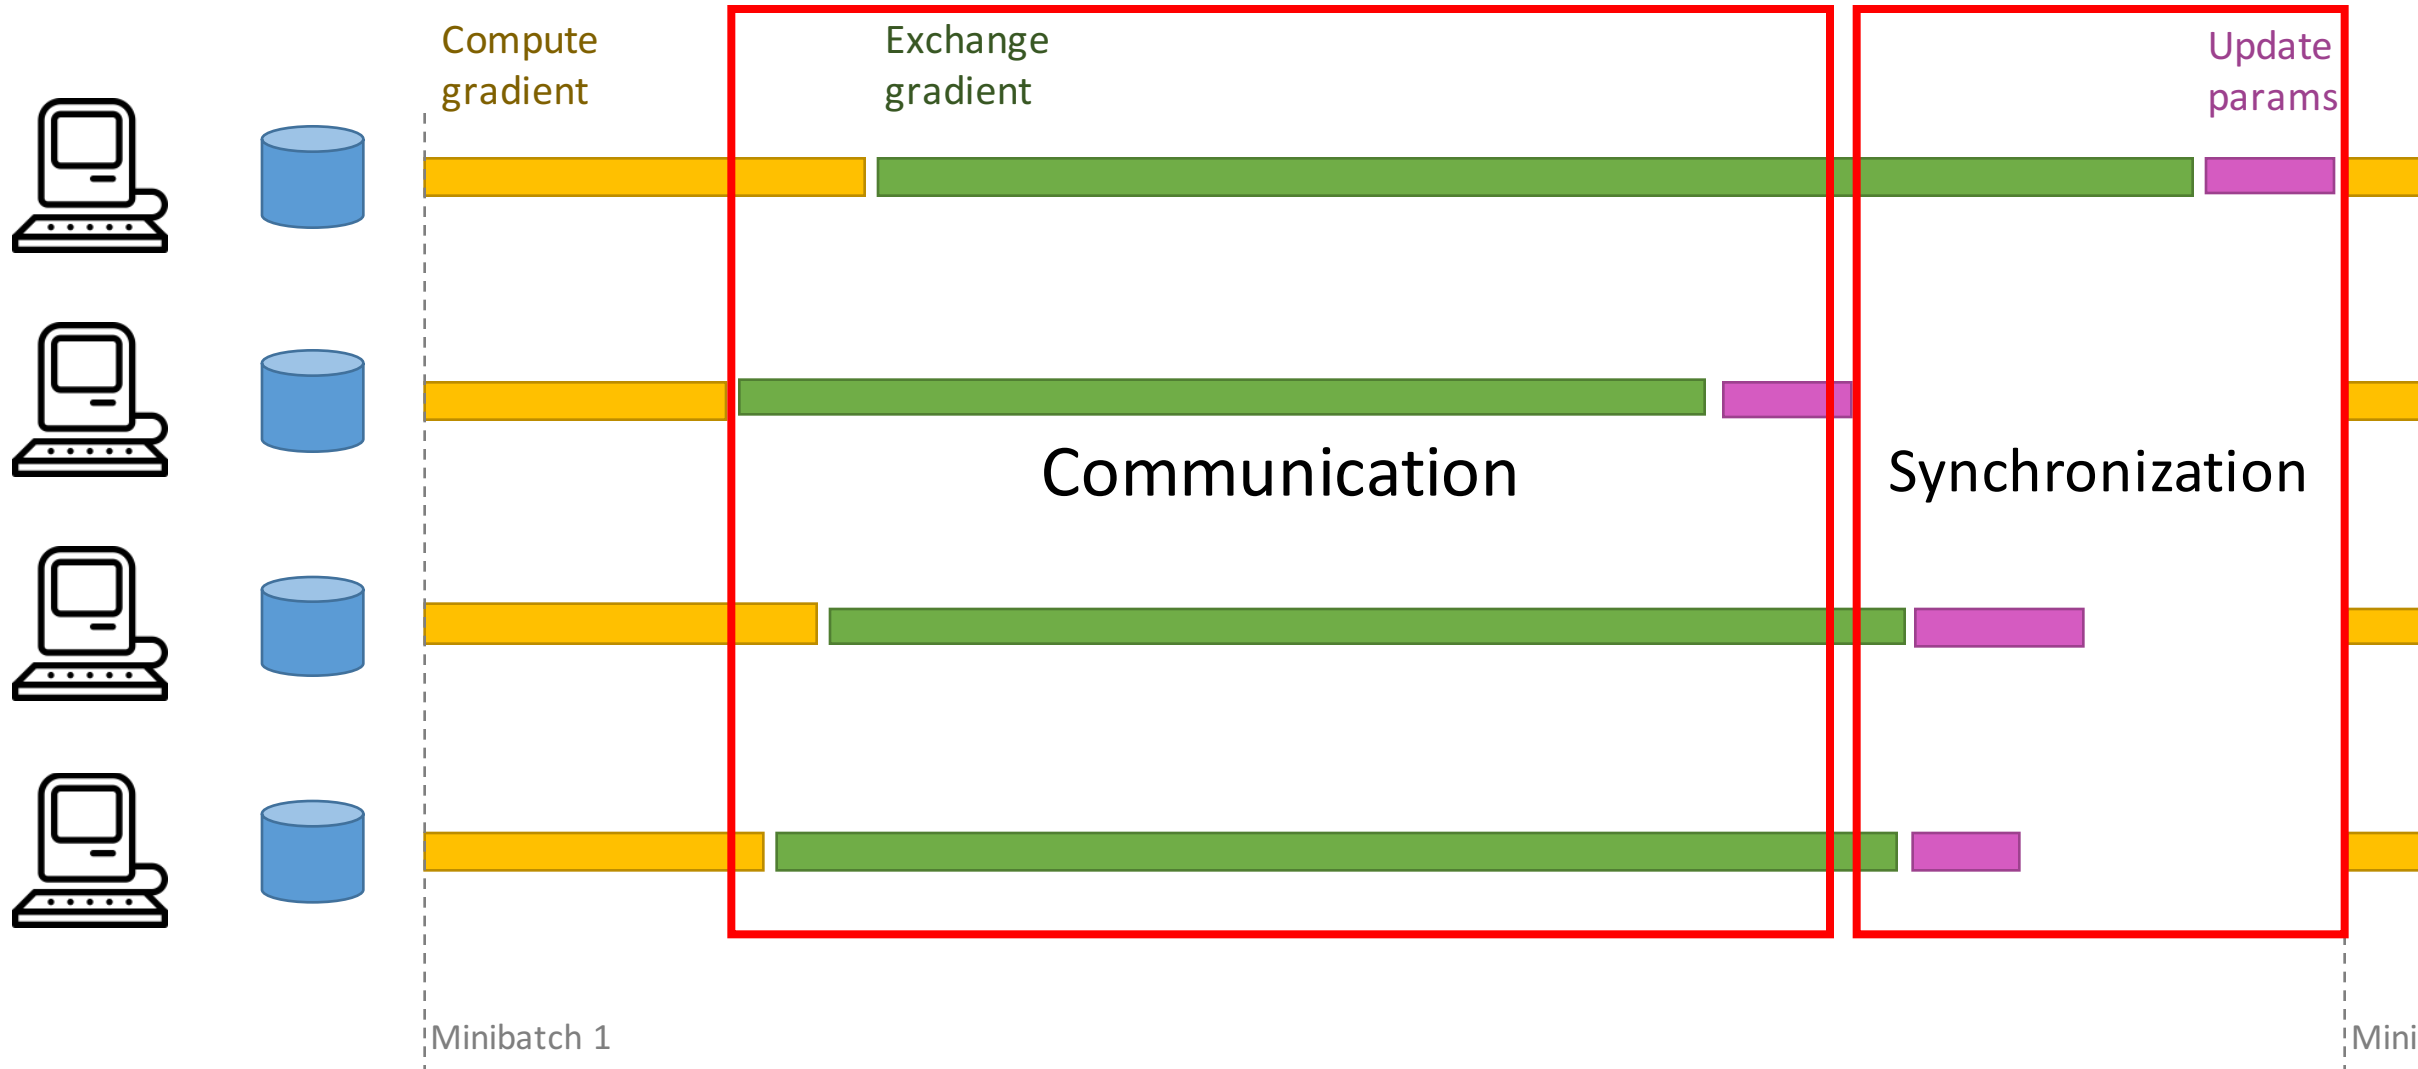 Compute
gradient
Exchange
gradient
Update
params
Communication
Synchronization
Minibatch 1
Mini